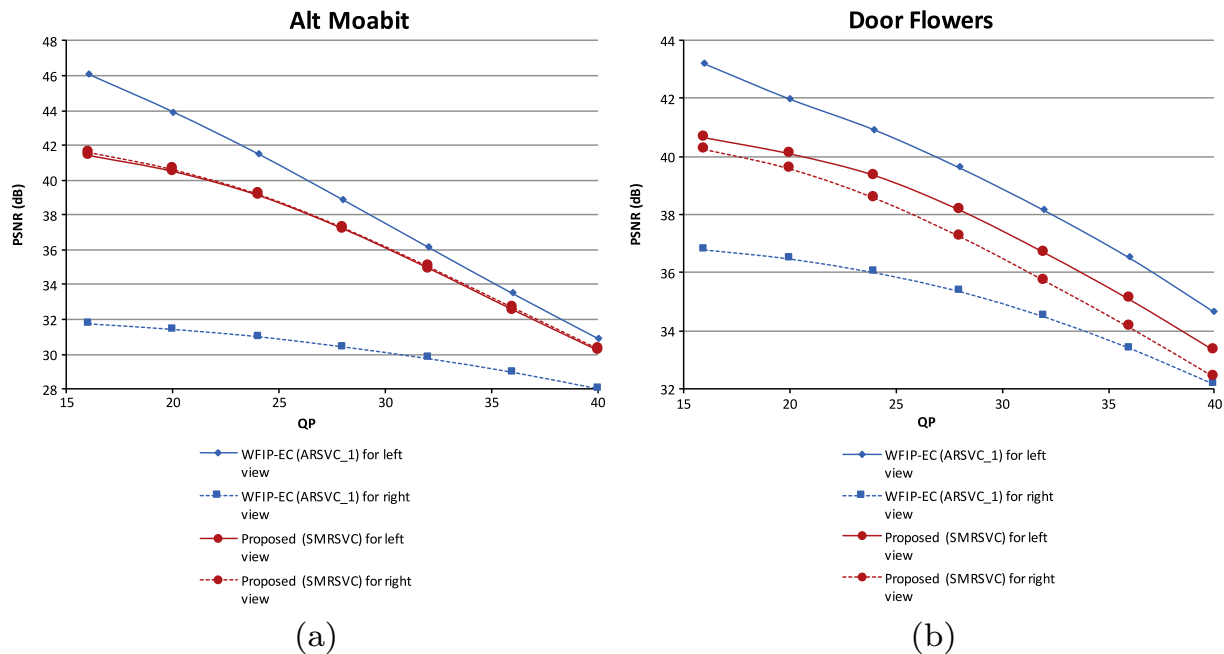 Alt Moabit
48
46
44
42
40
38
36
34
32
30
28
PSNR (dB)
15 20 25 30 35 40
QP
WFIP-EC (ARSVC_1) for left
view
WFIP-EC (ARSVC_1) for right
view
Proposed (SMRSVC) for left
view
Proposed (SMRSVC) for right
view
(a)
Door Flowers
44
42
40
38
36
34
32
PSNR (dB)
15 20 25 30 35 40
QP
WFIP-EC (ARSVC_1) for left
view
WFIP-EC (ARSVC_1) for right
view
Proposed (SMRSVC) for left
view
Proposed (SMRSVC) for right
view
(b)